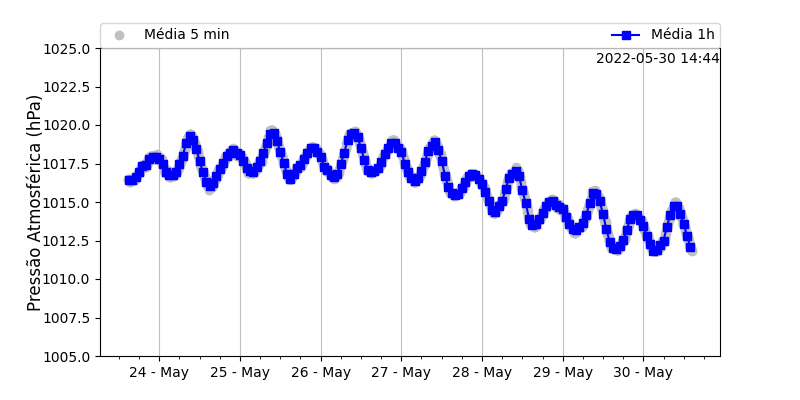 Média 5 min
Média 1h
2022-05-30 14:44
Pressão Atmosférica (hPa)
1025.0
1022.5
1020.0
1017.5
1015.0
1012.5
1010.0
1007.5
1005.0
24 - May 25 - May 26 - May 27 - May 28 - May 29 - May 30 - May